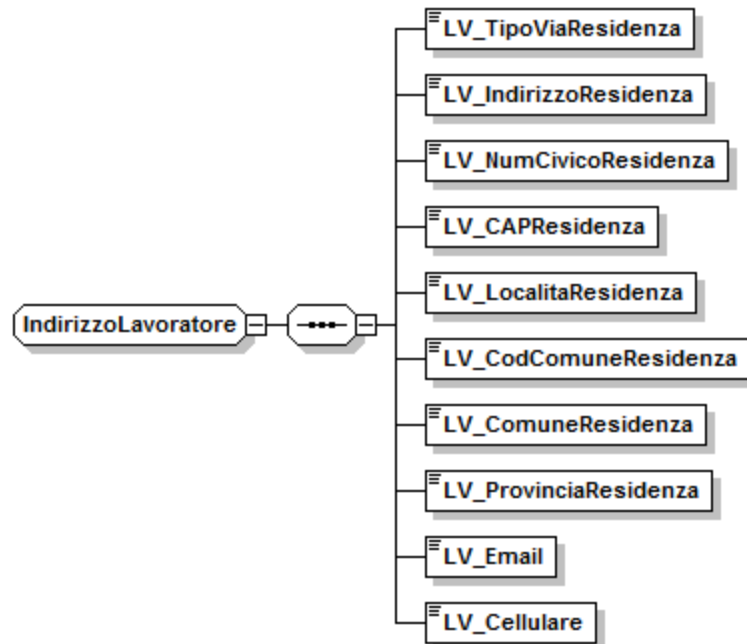 LV_TipoViaResidenza
LV_IndirizzoResidenza
LV_NumCivicoResidenza
LV_CAPResidenza
LV_LocalitaResidenza
IndirizzoLavoratore
LV_CodComuneResidenza
LV_ComuneResidenza
LV_ProvinciaResidenza
LV_Email
LV_Cellulare